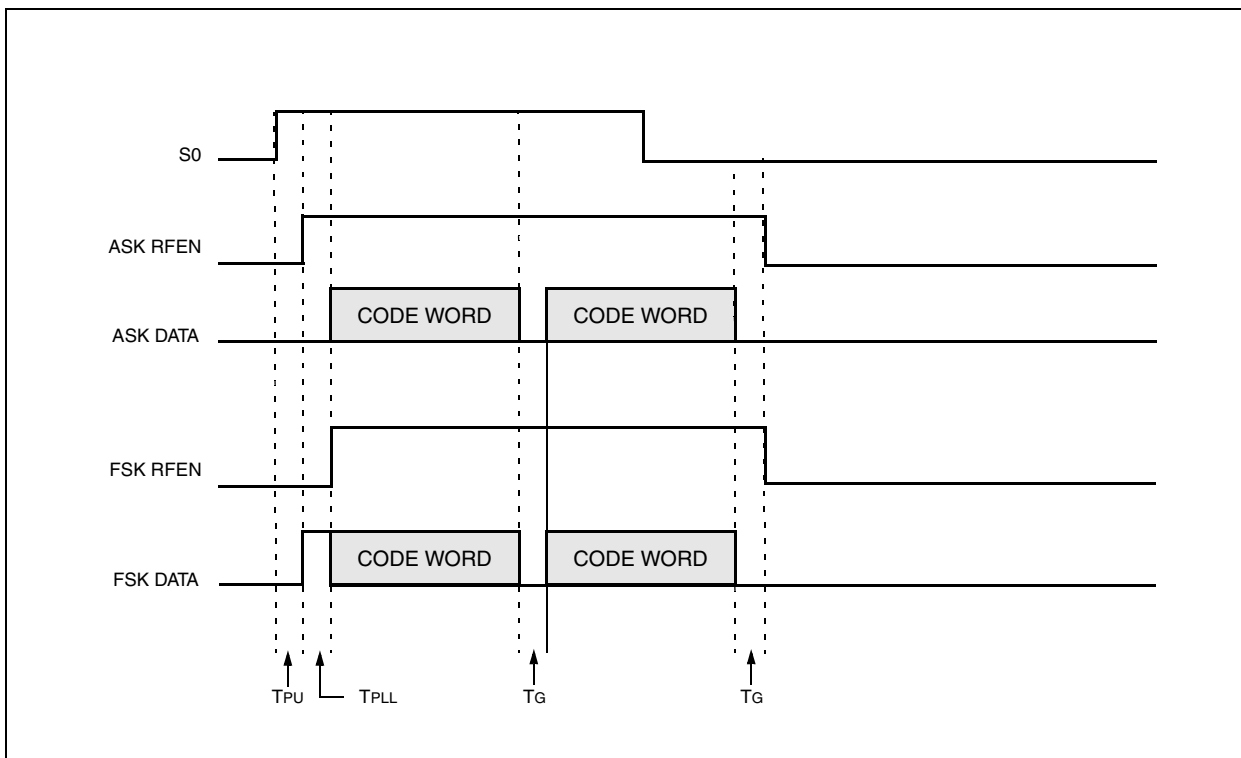 S0
ASK RFEN
CODE WORD CODE WORD
ASK DATA
FSK RFEN
CODE WORD CODE WORD
FSK DATA
TPU TPLL TG TG